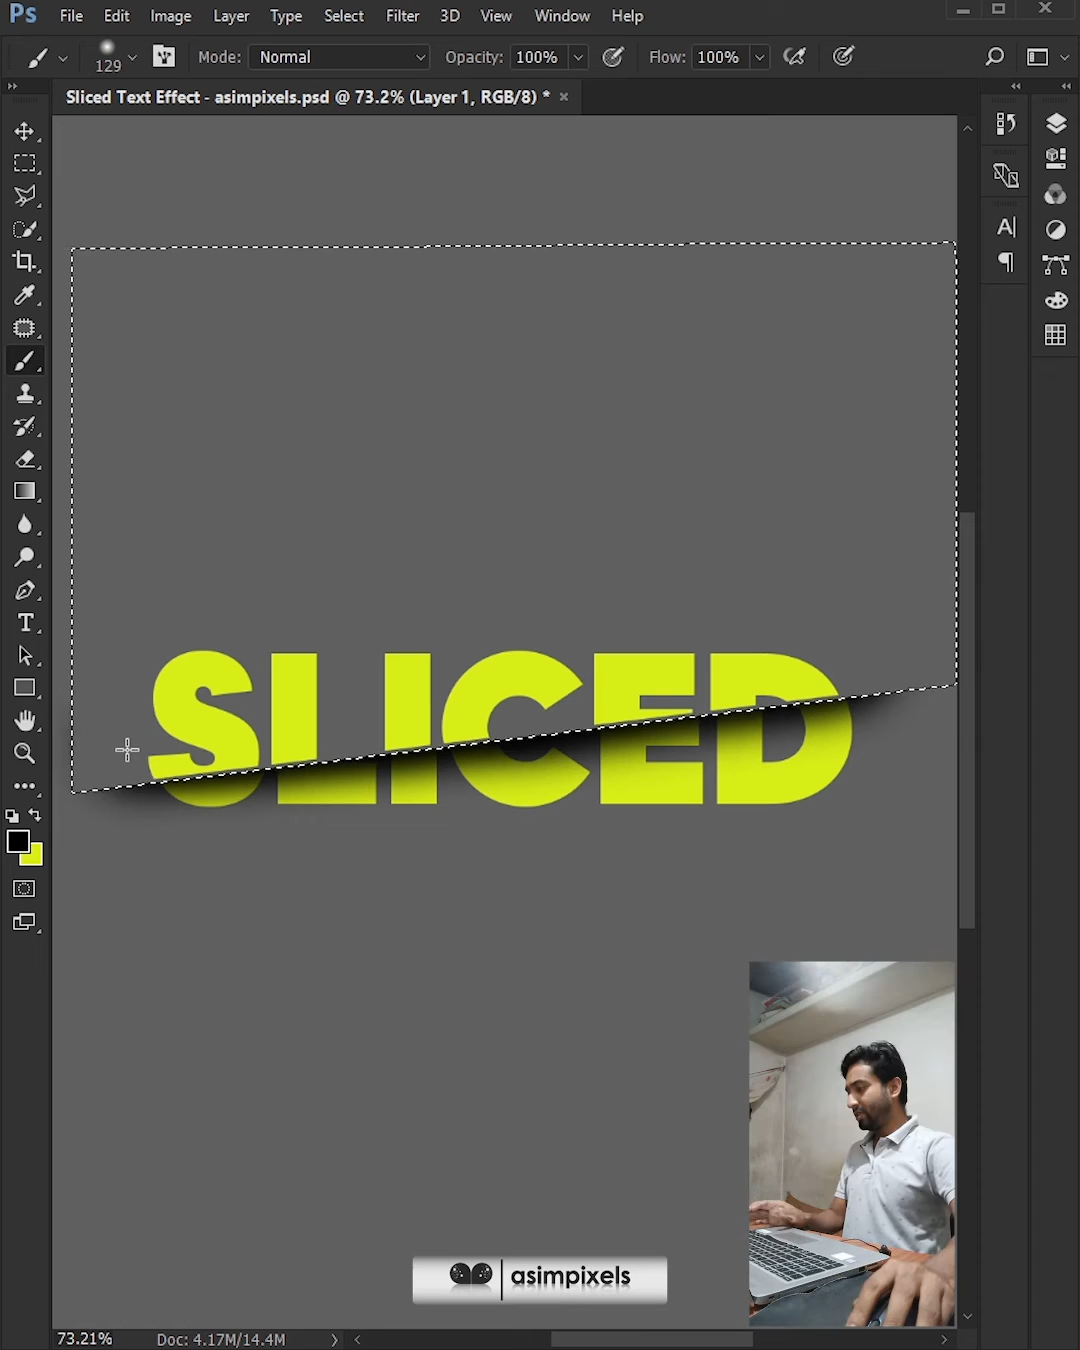 Ps File Edit Image Layer Type Select Filter 3D View Window Help
129 Mode: Normal Opacity: 100% Flow: 100%
Sliced Text Effect - asimpixels.psd @ 73.2% (Layer 1, RGB/8) *
SLICED
asimpixels
73.21% Doc: 4.17M/14.4M